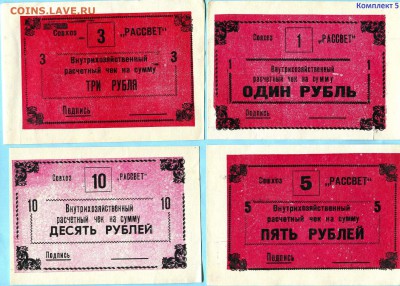 COINS.LAVE.RU
Комплект 5
3
Совхоз „РАССВЕТ"
3 3
Внутрихозяйственный
расчетный чек на сумму
ТРИ РУБЛЯ
Подпись
Совхоз 1 „РАССВЕТ"
1 1
Внутрихозяйственный
расчетный чек на сумму
ОДИН РУБЛЬ
Подпись
Совхоз 10 „РАССВЕТ"
10 10
Внутрихозяйственный
расчетный чек на сумму
ДЕСЯТЬ РУБЛЕЙ
Подпись
Совхоз 5 „РАССВЕТ"
5 5
Внутрихозяйственный
расчетный чек на сумму
ПЯТЬ РУБЛЕЙ
Подпись